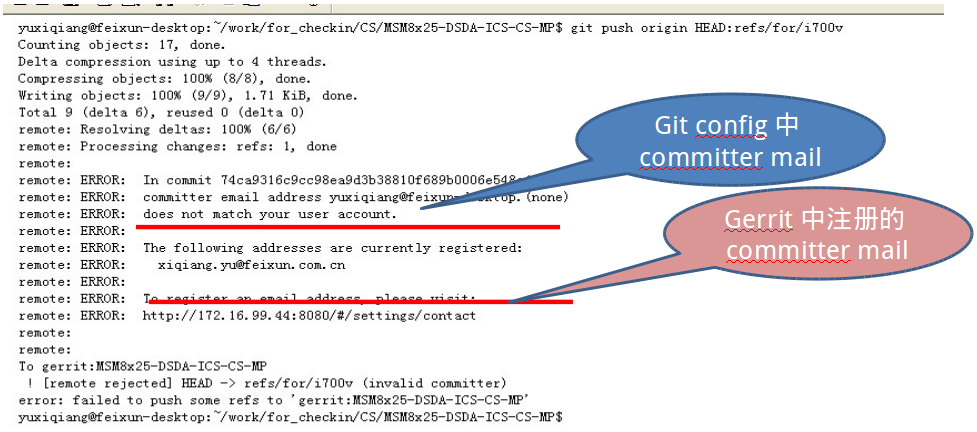 yuxiqiang@feixun-desktop:~/work/for_checkin/CS/MSM8x25-DSDA-ICS-CS-MP$ git push origin HEAD:refs/for/i700v
Counting objects: 17, done.
Delta compression using up to 4 threads.
Compressing objects: 100% (8/8), done.
Writing objects: 100% (9/9), 1.71 KiB, done.
Total 9 (delta 6), reused 0 (delta 0)
remote: Resolving deltas: 100% (6/6)
remote: Processing changes: refs: 1, done
remote:
remote: ERROR:  In commit 74ca9316c9cc98ea9d3b38810f689b0006e548
remote: ERROR:  committer email address yuxiqiang@feixun-desktop.(none)
remote: ERROR:  does not match your user account.
remote: ERROR:
remote: ERROR:  The following addresses are currently registered:
remote: ERROR:    xiqiang.yu@feixun.com.cn
remote: ERROR:
remote: ERROR:  To register an email address, please visit:
remote: ERROR:  http://172.16.99.44:8080/#/settings/contact
remote:
remote:
To gerrit:MSM8x25-DSDA-ICS-CS-MP
 ! [remote rejected] HEAD -> refs/for/i700v (invalid committer)
error: failed to push some refs to 'gerrit:MSM8x25-DSDA-ICS-CS-MP'
yuxiqiang@feixun-desktop:~/work/for_checkin/CS/MSM8x25-DSDA-ICS-CS-MP$
Git config 中
committer mail
Gerrit 中注册的
committer mail